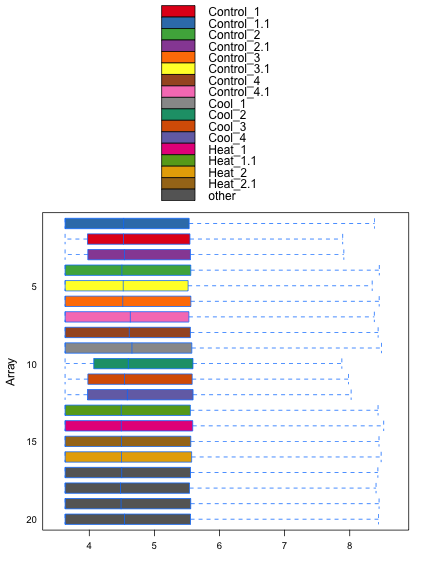 Control_1
Control_1.1
Control_2
Control_2.1
Control_3
Control_3.1
Control_4
Control_4.1
Cool_1
Cool_2
Cool_3
Cool_4
Heat_1
Heat_1.1
Heat_2
Heat_2.1
other
5
10
Array
15
20
4 5 6 7 8